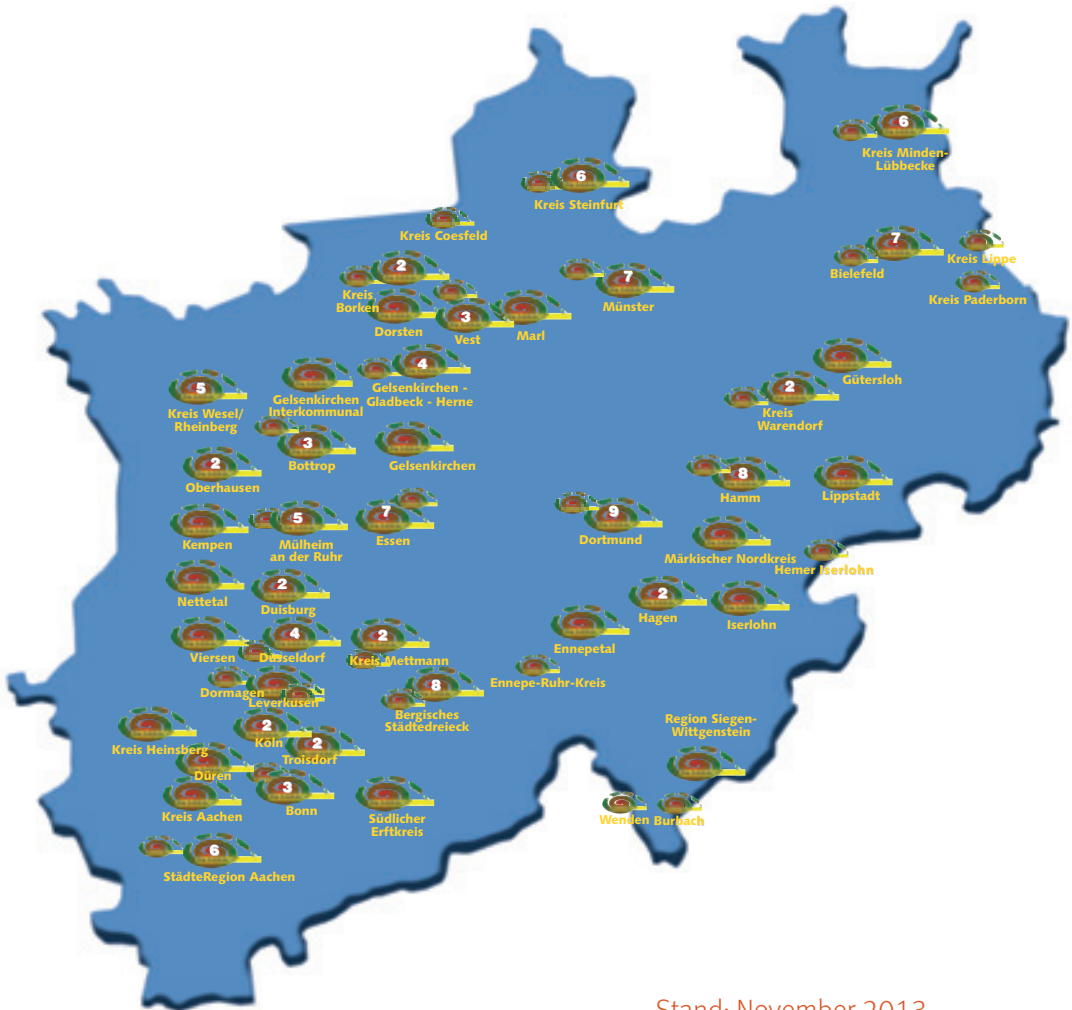 6
Kreis Minden-
Lübbecke
6
Kreis Steinfurt
Kreis Coesfeld
7
Bielefeld
Kreis Lippe
Kreis Paderborn
2
Kreis
Borken
Dorsten
3
Vest
Marl
7
Münster
Gütersloh
5
Kreis Wesel/
Rheinberg
Gelsenkirchen
Interkommunal
4
Gelsenkirchen -
Gladbeck - Herne
2
Kreis
Warendorf
3
Bottrop
Gelsenkirchen
2
Oberhausen
8
Hamm
Lippstadt
Kempen
5
Mülheim
an der Ruhr
7
Essen
9
Dortmund
Märkischer Nordkreis
Hemer Iserlohn
Nettetal
2
Duisburg
2
Hagen
Iserlohn
Viersen
4
Düsseldorf
2
Kreis Mettmann
Ennepetal
Ennepe-Ruhr-Kreis
Dormagen
Leverkusen
8
Bergisches
Städtedreieck
Kreis Heinsberg
2
Köln
2
Troisdorf
Region Siegen-
Wittgenstein
Düren
Kreis Aachen
3
Bonn
Südlicher
Erftkreis
Wenden
Burbach
6
StädteRegion Aachen
Stand: November 2013